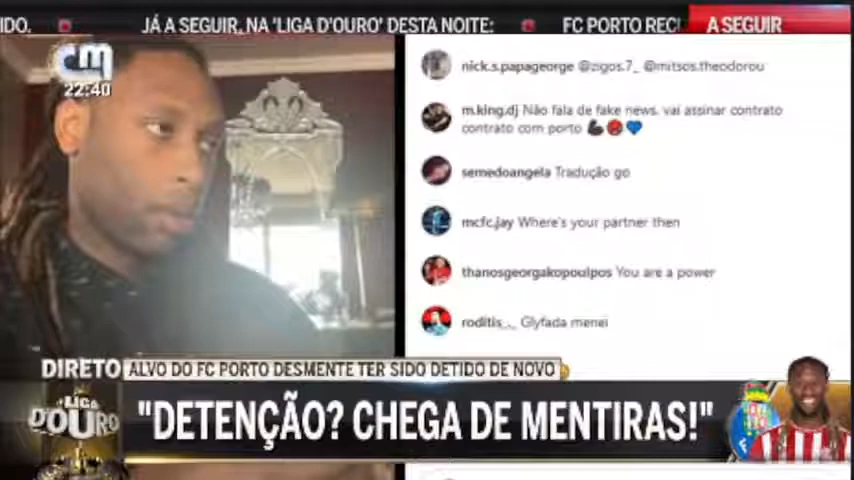 IDO.
JÁ A SEGUIR, NA 'LIGA D'OURO' DESTA NOITE:
FC PORTO REC
A SEGUIR
cm
22:40
nick.s.papageorge @zigos.7_ @mitsos.theodorou
m.king.dj Não fala de fake news. vai assinar contrato
contrato com porto 💪🏿👹💙
semedoangela Tradução go
mcfc.jay Where's your partner then
thanosgeorgakopoulpos You are a power
roditis_._ Glyfada menei
DIRETO
ALVO DO FC PORTO DESMENTE TER SIDO DETIDO DE NOVO
LIGA
D'OURO
"DETENÇÃO? CHEGA DE MENTIRAS!"